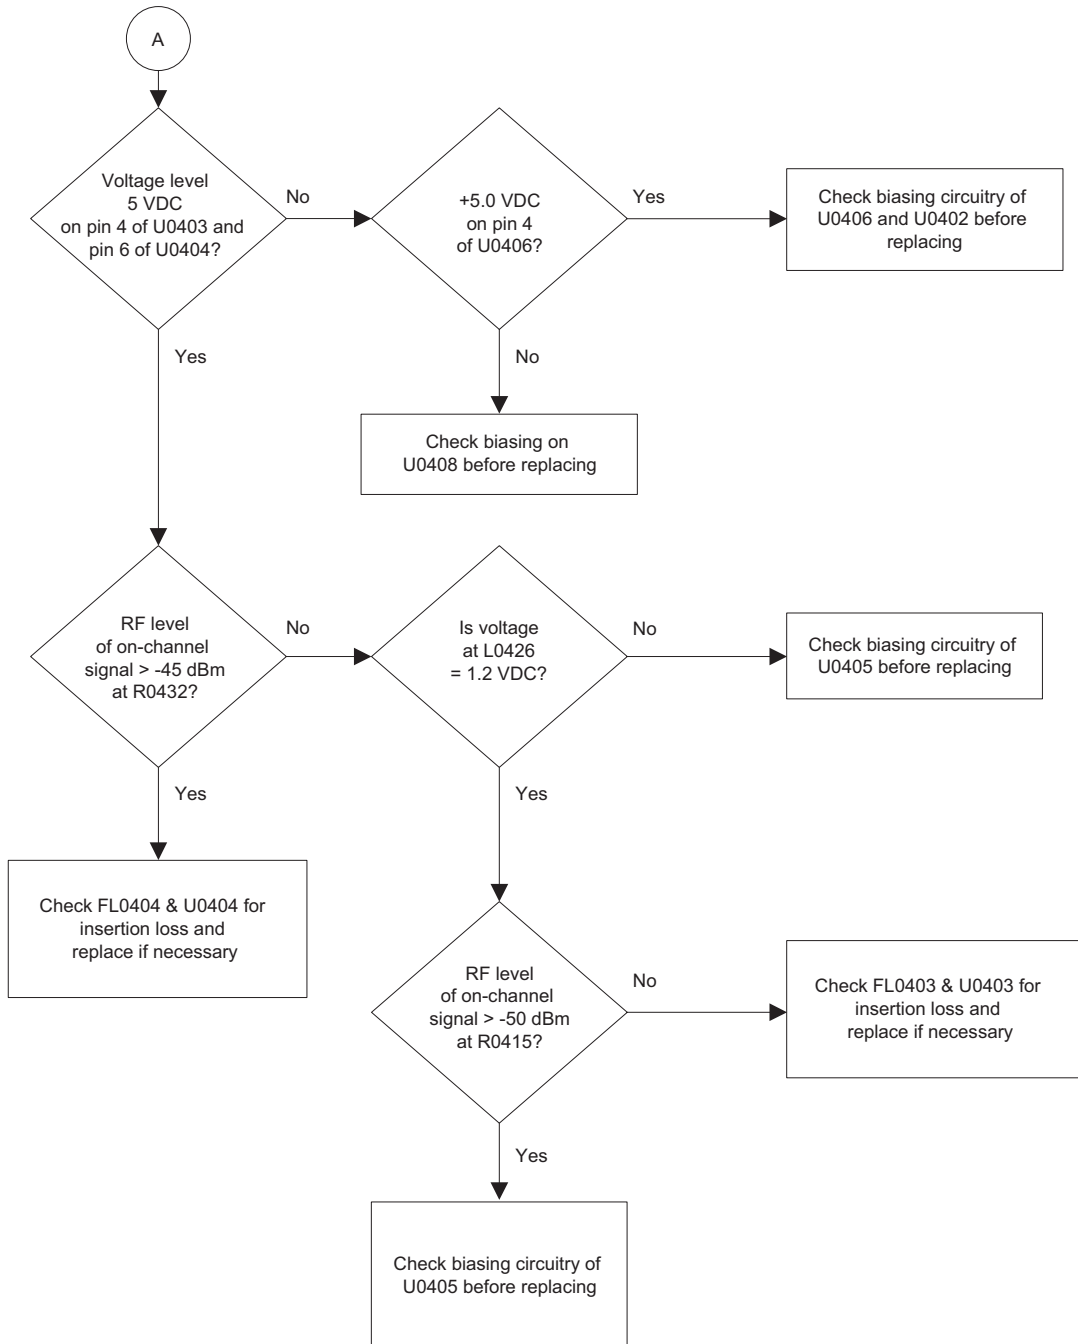 A
Voltage level
5 VDC
on pin 4 of U0403 and
pin 6 of U0404?
No
+5.0 VDC
on pin 4
of U0406?
Yes
Check biasing circuitry of
U0406 and U0402 before
replacing
Yes
No
Check biasing on
U0408 before replacing
RF level
of on-channel
signal > -45 dBm
at R0432?
No
Is voltage
at L0426
= 1.2 VDC?
No
Check biasing circuitry of
U0405 before replacing
Yes
Yes
Check FL0404 & U0404 for
insertion loss and
replace if necessary
RF level
of on-channel
signal > -50 dBm
at R0415?
No
Check FL0403 & U0403 for
insertion loss and
replace if necessary
Yes
Check biasing circuitry of
U0405 before replacing